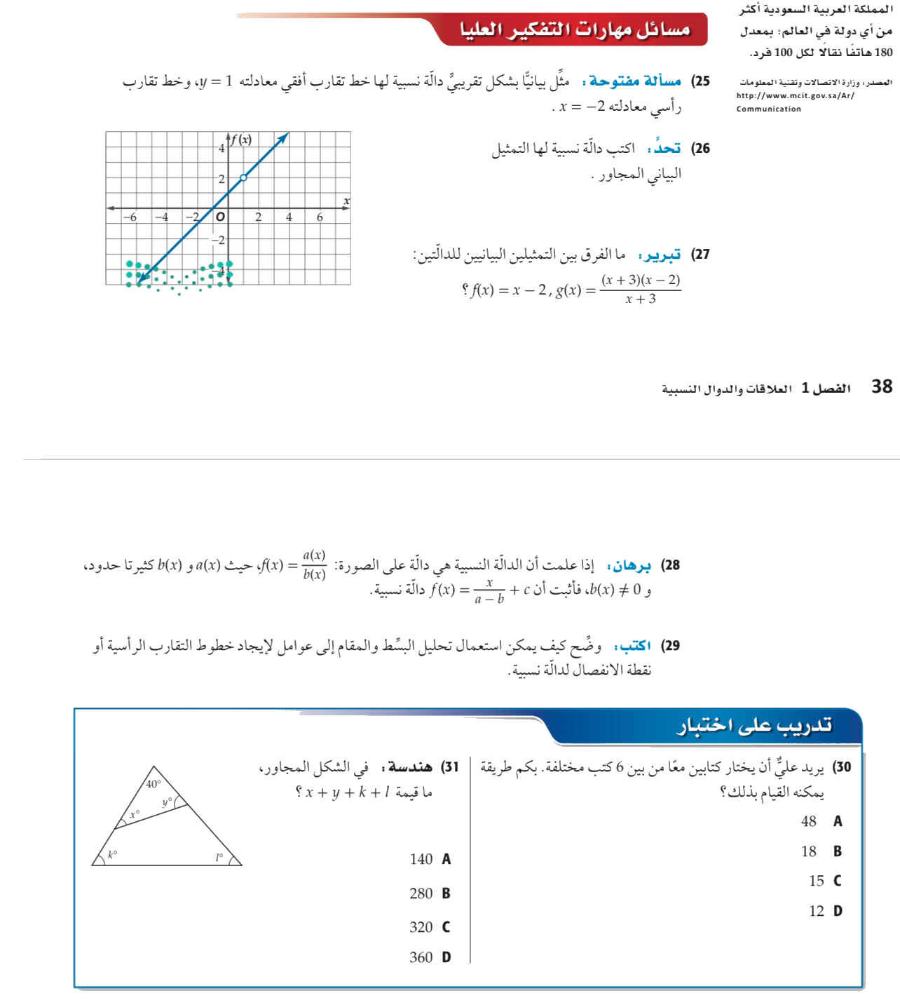 المملكة العربية السعودية أكثر
من أي دولة في العالم؛ بمعدل
180 هاتفًا نقالًا لكل 100 فرد.
المصدر: وزارة الاتصالات وتقنية المعلومات
http://www.mcit.gov.sa/Ar/
Communication
مسائل مهارات التفكير العليا
(25 مسألة مفتوحة: مثِّل بيانيًّا بشكل تقريبيٍّ دالّة نسبية لها خط تقارب أفقي معادلته y = 1، وخط تقارب
رأسي معادلته x = −2 .
(26 تحدٍّ: اكتب دالّة نسبية لها التمثيل
البياني المجاور .
f(x)
4
2
x
−6 −4 −2 O 2 4 6
−2
−4
(27 تبرير: ما الفرق بين التمثيلين البيانيين للدالّتين:
f(x) = x − 2 , g(x) = (x + 3)(x − 2) / x + 3 ؟
38 الفصل 1 العلاقات والدوال النسبية
(28 برهان: إذا علمت أن الدالّة النسبية هي دالّة على الصورة: f(x) = a(x) / b(x)، حيث a(x) و b(x) كثيرتا حدود،
و b(x) ≠ 0، فأثبت أن f(x) = x / a − b + c دالّة نسبية.
(29 اكتب: وضِّح كيف يمكن استعمال تحليل البسِّط والمقام إلى عوامل لإيجاد خطوط التقارب الرأسية أو
نقطة الانفصال لدالّة نسبية.
تدريب على اختبار
(30 يريد عليٌّ أن يختار كتابين معًا من بين 6 كتب مختلفة. بكم طريقة
يمكنه القيام بذلك؟
48 A
18 B
15 C
12 D
(31 هندسة: في الشكل المجاور،
ما قيمة x + y + k + l ؟
40°
y°
x°
k°
l°
140 A
280 B
320 C
360 D